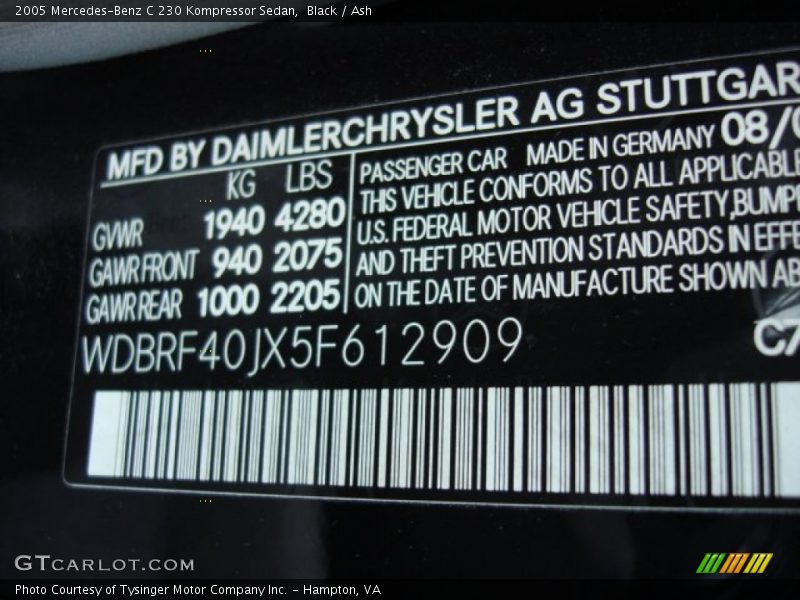 2005 Mercedes-Benz C 230 Kompressor Sedan,  Black / Ash
MFD BY DAIMLERCHRYSLER AG STUTTGAR
KG LBS
GVWR 1940 4280
GAWR FRONT 940 2075
GAWR REAR 1000 2205
PASSENGER CAR MADE IN GERMANY 08/0
THIS VEHICLE CONFORMS TO ALL APPLICABLE
U.S. FEDERAL MOTOR VEHICLE SAFETY,BUMP
AND THEFT PREVENTION STANDARDS IN EFFE
ON THE DATE OF MANUFACTURE SHOWN AB
WDBRF40JX5F612909
C7
GTCARLOT.COM
Photo Courtesy of Tysinger Motor Company Inc. - Hampton, VA